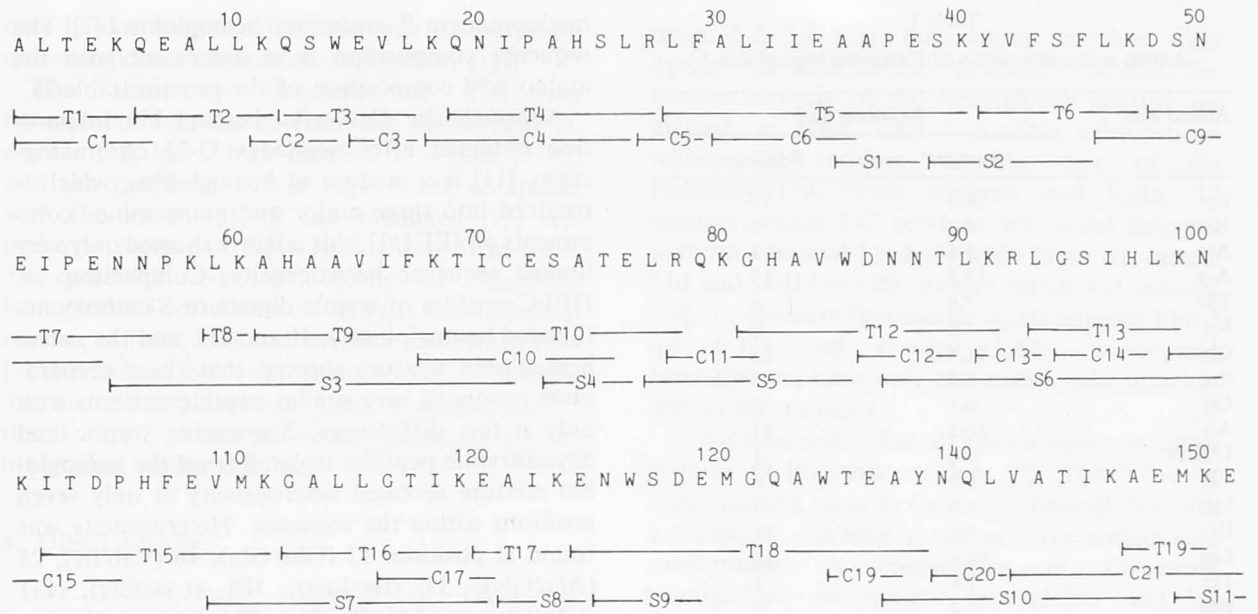 10 20 30 40 50
A L T E K Q E A L L K Q S W E V L K Q N I P A H S L R L F A L I I E A A P E S K Y V F S F L K D S N
T1 T2 T3 T4 T5 T6
C1 C2 C3 C4 C5 C6 C9
S1 S2
60 70 80 90 100
E I P E N N P K L K A H A A V I F K T I C E S A T E L R Q K G H A V W D N N T L K R L G S I H L K N
T7 T8 T9 T10 T12 T13
C10 C11 C12 C13 C14
S3 S4 S5 S6
110 120 120 140 150
K I T D P H F E V M K G A L L G T I K E A I K E N W S D E M G Q A W T E A Y N Q L V A T I K A E M K E
T15 T16 T17 T18 T19
C15 C17 C19 C20 C21
S7 S8 S9 S10 S11